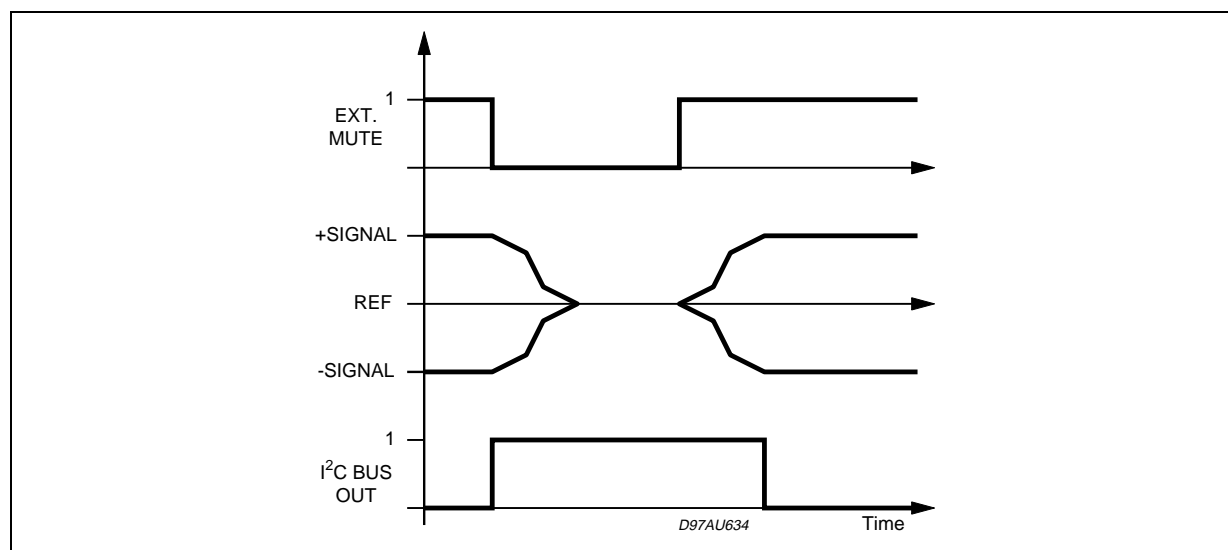 1
EXT.
MUTE
+SIGNAL
REF
-SIGNAL
1
I²C BUS
OUT
D97AU634
Time